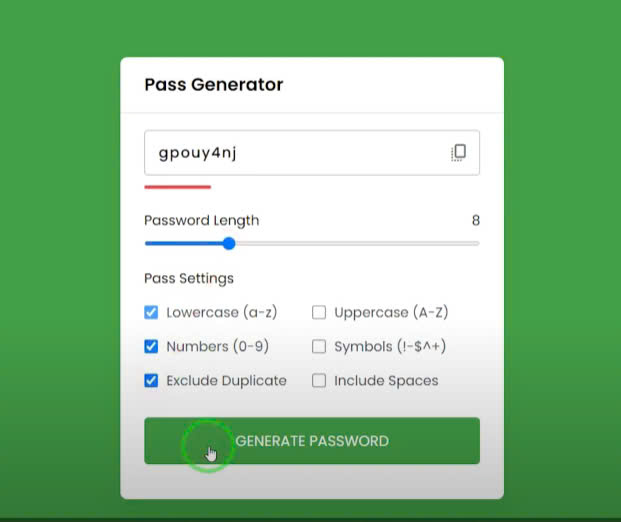 Pass Generator
gpouy4nj
Password Length 8
Pass Settings
Lowercase (a-z) Uppercase (A-Z)
Numbers (0-9) Symbols (!-$^+)
Exclude Duplicate Include Spaces
GENERATE PASSWORD